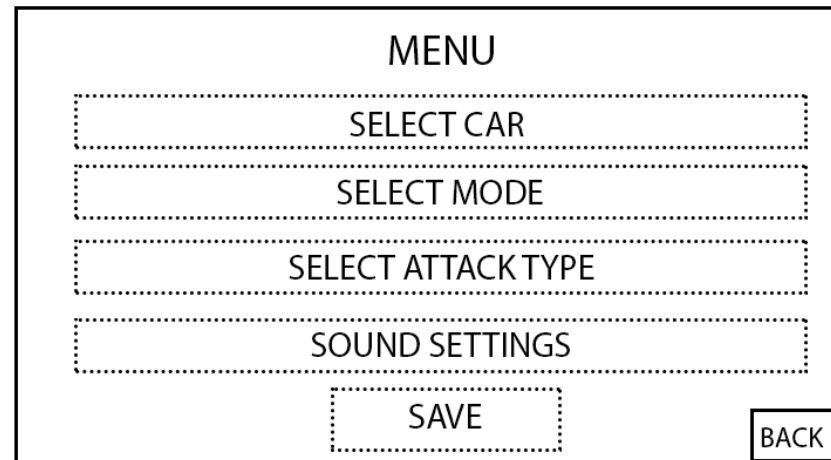 MENU
SELECT CAR
SELECT MODE
SELECT ATTACK TYPE
SOUND SETTINGS
SAVE
BACK